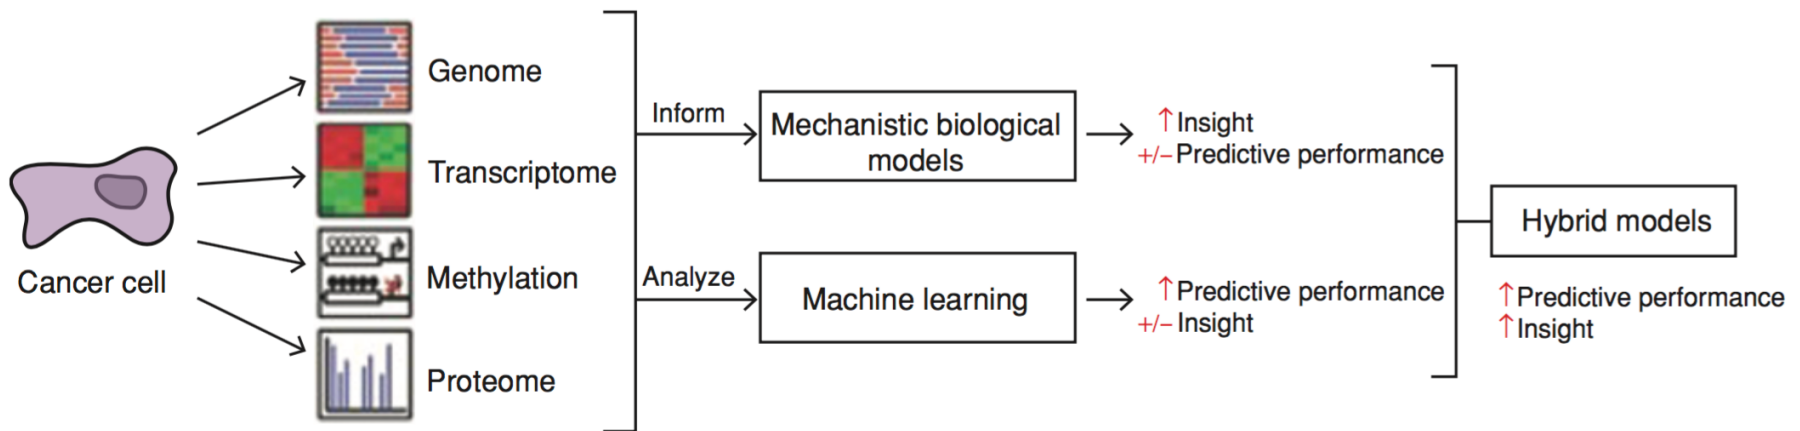 Cancer cell
Genome
Transcriptome
Methylation
Proteome
Inform
Analyze
Mechanistic biological
models
Machine learning
↑Insight
+/– Predictive performance
↑Predictive performance
+/– Insight
Hybrid models
↑Predictive performance
↑Insight